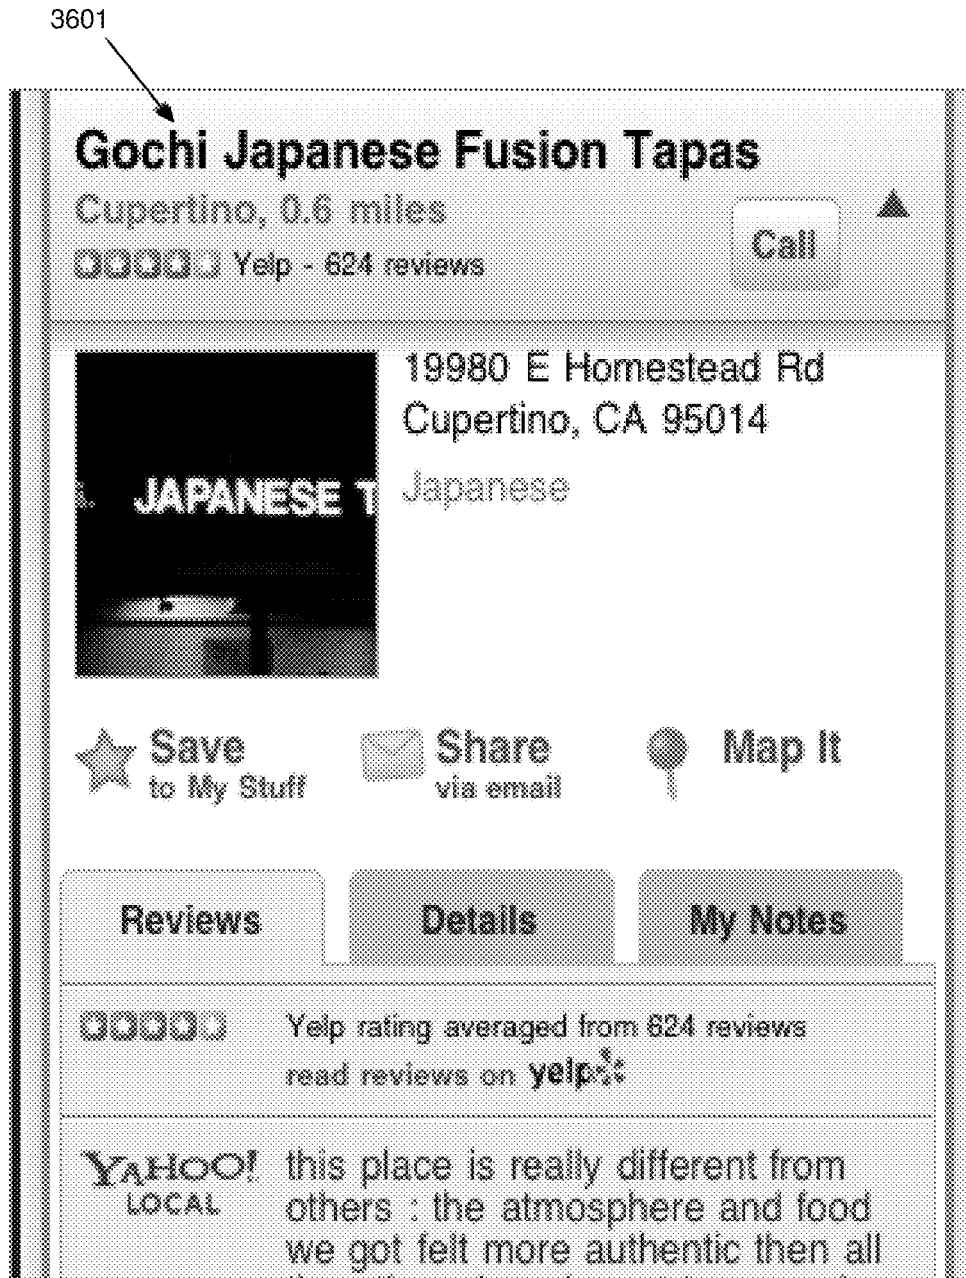 3601
Gochi Japanese Fusion Tapas
Cupertino, 0.6 miles
Call
Yelp - 624 reviews
19980 E Homestead Rd
Cupertino, CA 95014
JAPANESE T
Japanese
Save
to My Stuff
Share
via email
Map It
Reviews
Details
My Notes
Yelp rating averaged from 624 reviews
read reviews on yelp
YAHOO!
LOCAL
this place is really different from
others : the atmosphere and food
we got felt more authentic then all